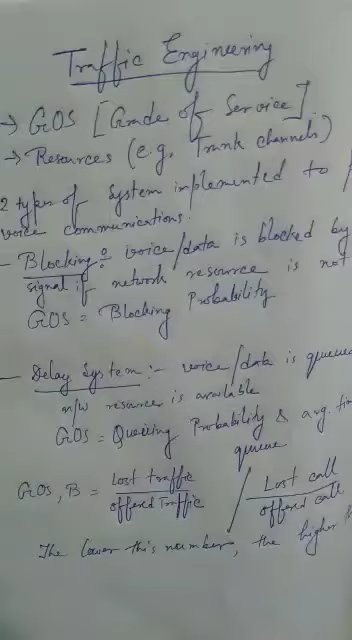 Traffic Engineering
→ GOS [Grade of Service]
→ Resources (e.g, Trunk channels)
2 types of System implemented to
voice communications.
- Blocking :- voice/data is blocked by
signal if network resource is not
GOS = Blocking Probability
- Delay System :- voice/data is queued
n/w resource is available
GOS = Queuing Probability & avg. time
queue
GOS, B = Lost traffic / Lost call
offered Traffic / offered call
The lower this number, the higher